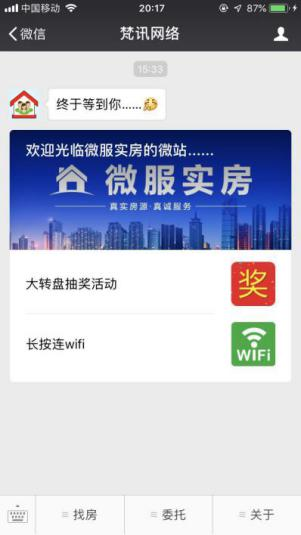 中国移动
20:17
87%
微信
梵讯网络
15:33
终于等到你......
欢迎光临微服实房的微站......
微服实房
真实房源·真诚服务
大转盘抽奖活动
奖
长按连wifi
WiFi
找房
委托
关于